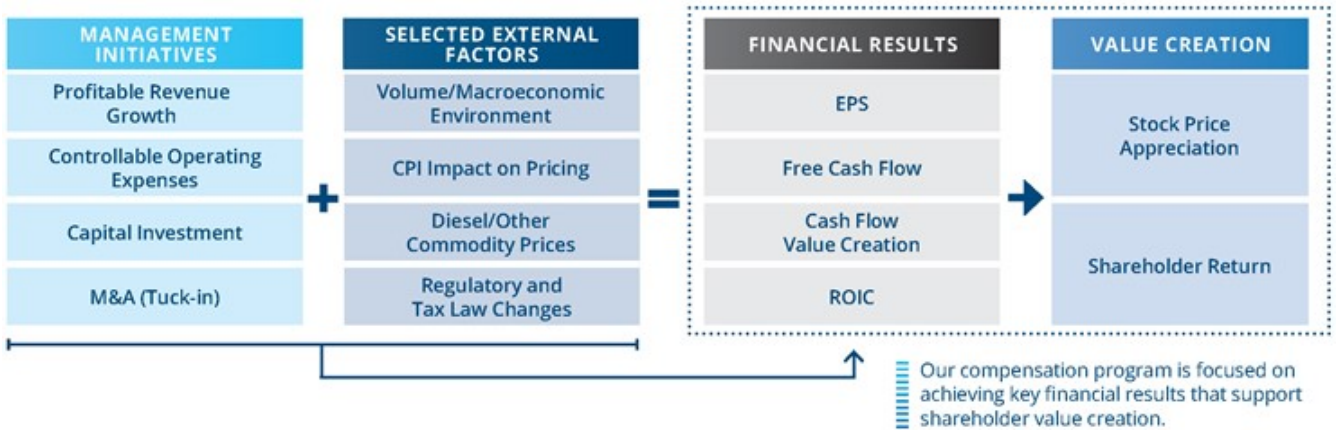 MANAGEMENT
INITIATIVES
Profitable Revenue
Growth
Controllable Operating
Expenses
Capital Investment
M&A (Tuck-in)
+
SELECTED EXTERNAL
FACTORS
Volume/Macroeconomic
Environment
CPI Impact on Pricing
Diesel/Other
Commodity Prices
Regulatory and
Tax Law Changes
=
FINANCIAL RESULTS
EPS
Free Cash Flow
Cash Flow
Value Creation
ROIC
VALUE CREATION
Stock Price
Appreciation
Shareholder Return
Our compensation program is focused on
achieving key financial results that support
shareholder value creation.